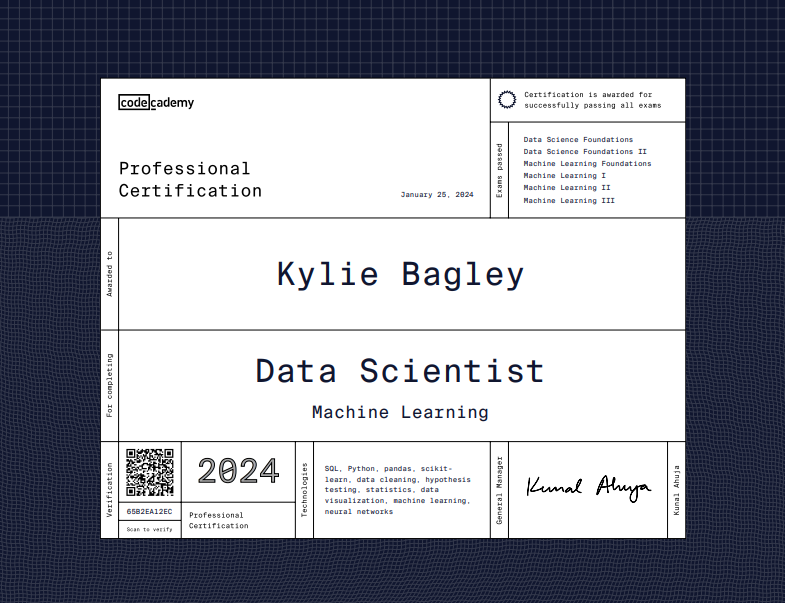 codecademy
Certification is awarded for
successfully passing all exams
Professional
Certification
January 25, 2024
Exams passed
Data Science Foundations
Data Science Foundations II
Machine Learning Foundations
Machine Learning I
Machine Learning II
Machine Learning III
Awarded to
Kylie Bagley
For completing
Data Scientist
Machine Learning
Verification
65B2EA12EC
Scan to verify
2024
Professional
Certification
Technologies
SQL, Python, pandas, scikit-
learn, data cleaning, hypothesis
testing, statistics, data
visualization, machine learning,
neural networks
General Manager
Kunal Ahuja
Kunal Ahuja